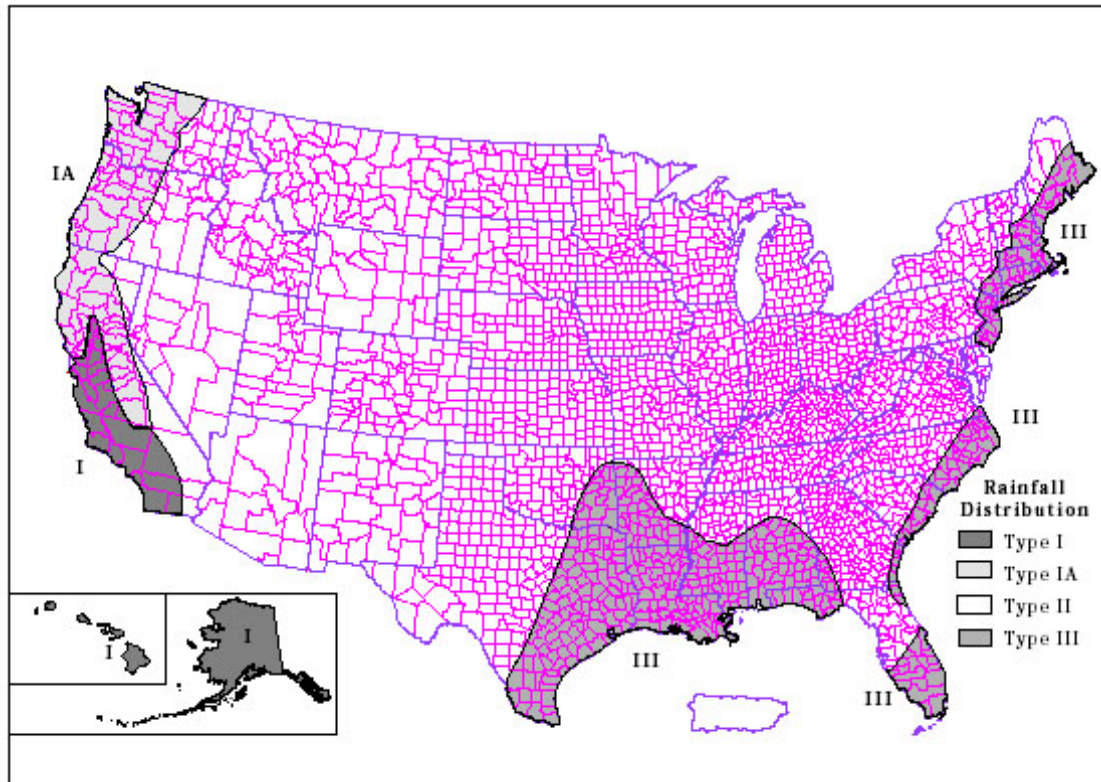 IA
III
III
I
Rainfall
Distribution
Type I
Type IA
Type II
Type III
I
I
III
III